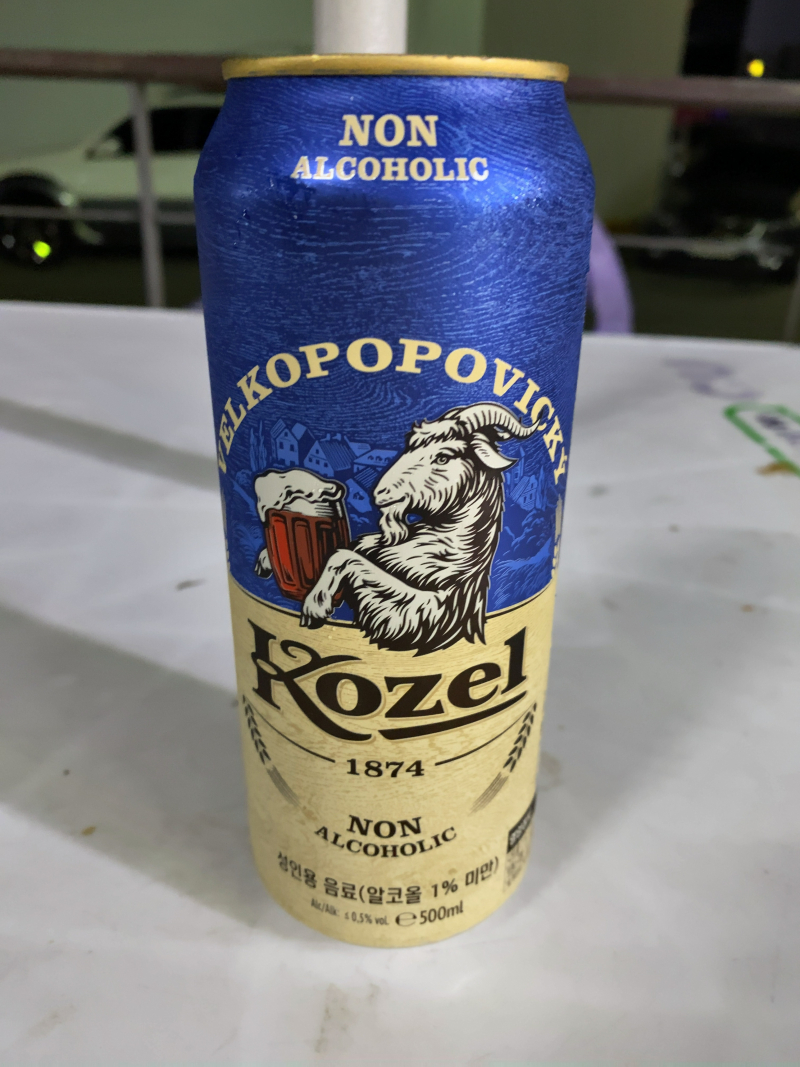 NON
ALCOHOLIC
VELKOPOPOVICKÝ
Kozel
1874
NON
ALCOHOLIC
성인용 음료(알코올 1% 미만)
Alc/Alk: ≤ 0,5% vol. ℮500ml